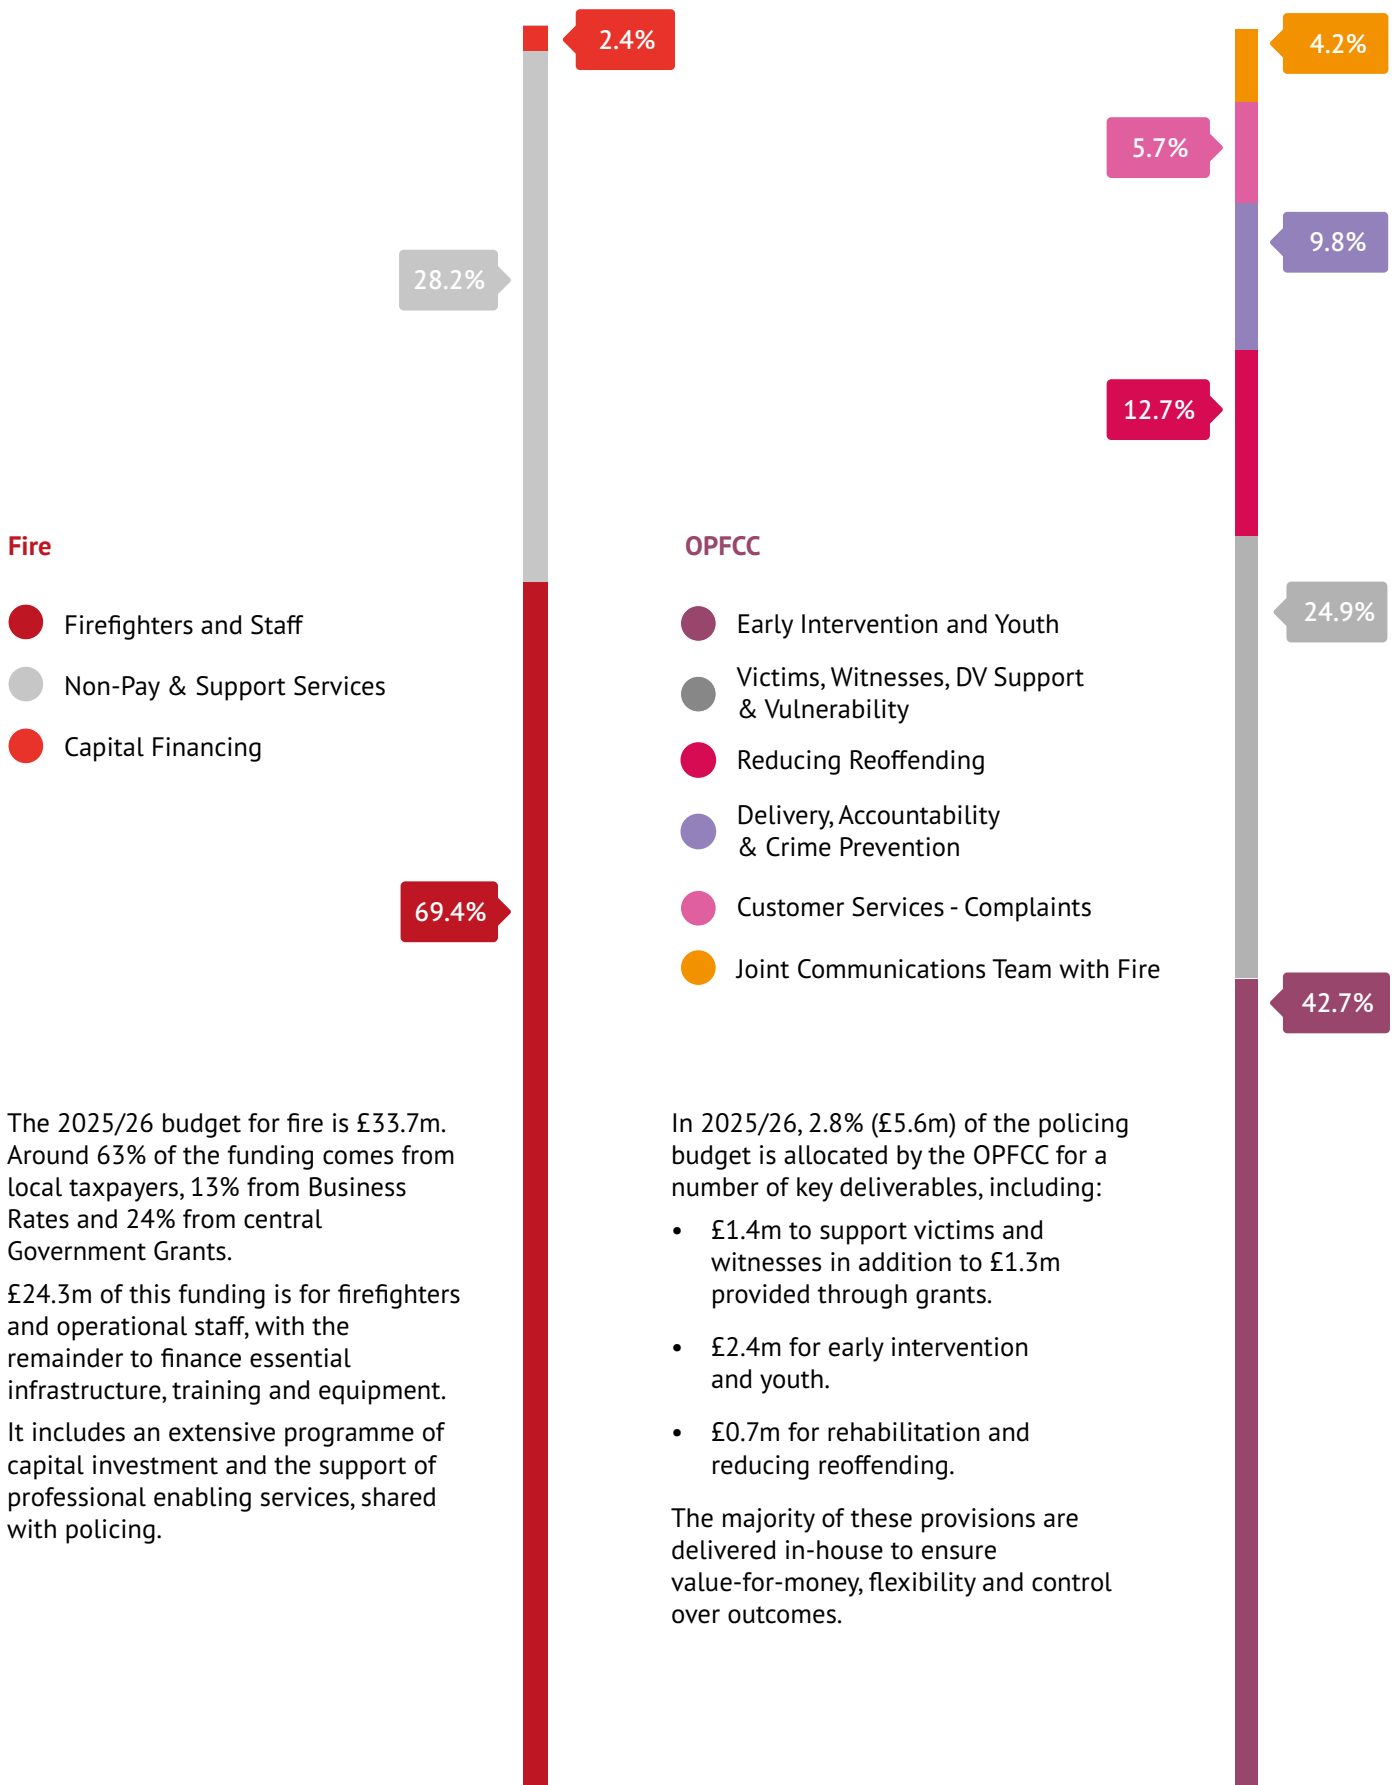 2.4%
28.2%
Fire
Firefighters and Staff
Non-Pay & Support Services
Capital Financing
69.4%
The 2025/26 budget for fire is £33.7m.
Around 63% of the funding comes from
local taxpayers, 13% from Business
Rates and 24% from central
Government Grants.
£24.3m of this funding is for firefighters
and operational staff, with the
remainder to finance essential
infrastructure, training and equipment.
It includes an extensive programme of
capital investment and the support of
professional enabling services, shared
with policing.
4.2%
5.7%
9.8%
12.7%
OPFCC
24.9%
Early Intervention and Youth
Victims, Witnesses, DV Support
& Vulnerability
Reducing Reoffending
Delivery, Accountability
& Crime Prevention
Customer Services - Complaints
Joint Communications Team with Fire
42.7%
In 2025/26, 2.8% (£5.6m) of the policing
budget is allocated by the OPFCC for a
number of key deliverables, including:
• £1.4m to support victims and
witnesses in addition to £1.3m
provided through grants.
• £2.4m for early intervention
and youth.
• £0.7m for rehabilitation and
reducing reoffending.
The majority of these provisions are
delivered in-house to ensure
value-for-money, flexibility and control
over outcomes.